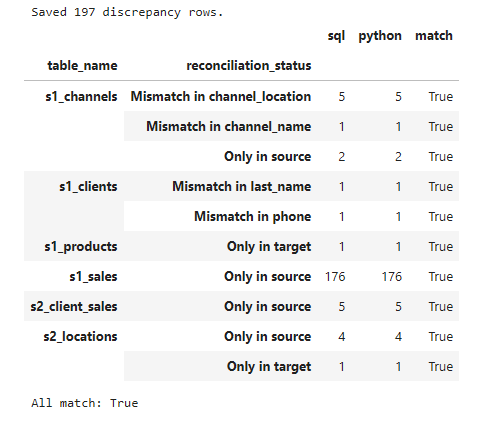 Saved 197 discrepancy rows.
sql python match
table_name reconciliation_status
s1_channels Mismatch in channel_location 5 5 True
Mismatch in channel_name 1 1 True
Only in source 2 2 True
s1_clients Mismatch in last_name 1 1 True
Mismatch in phone 1 1 True
s1_products Only in target 1 1 True
s1_sales Only in source 176 176 True
s2_client_sales Only in source 5 5 True
s2_locations Only in source 4 4 True
Only in target 1 1 True
All match: True